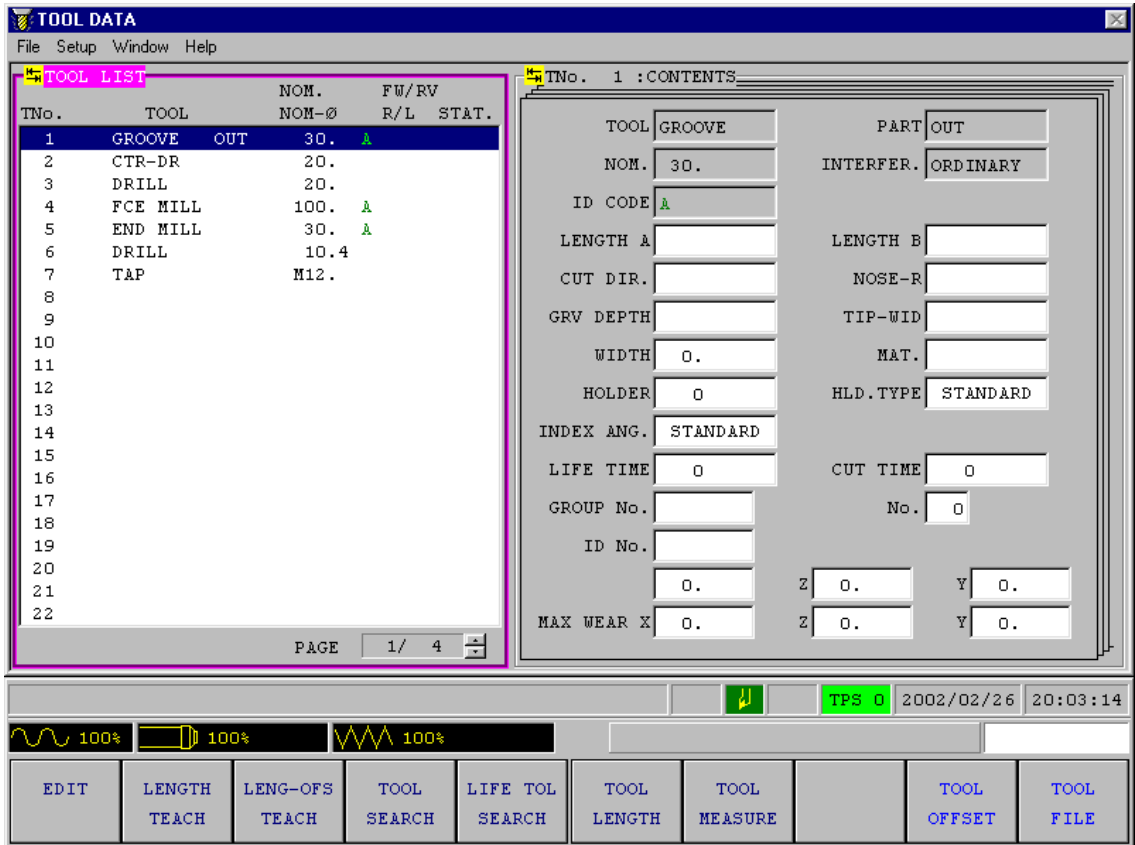 TOOL DATA
File Setup Window Help
TOOL LIST
NOM. FW/RV
TNo. TOOL NOM-Ø R/L STAT.
1 GROOVE OUT 30. A
2 CTR-DR 20.
3 DRILL 20.
4 FCE MILL 100. A
5 END MILL 30. A
6 DRILL 10.4
7 TAP M12.
8
9
10
11
12
13
14
15
16
17
18
19
20
21
22
PAGE 1/ 4
TNo. 1 :CONTENTS
TOOL GROOVE PART OUT
NOM. 30. INTERFER. ORDINARY
ID CODE A
LENGTH A LENGTH B
CUT DIR. NOSE-R
GRV DEPTH TIP-WID
WIDTH 0. MAT.
HOLDER 0 HLD.TYPE STANDARD
INDEX ANG. STANDARD
LIFE TIME 0 CUT TIME 0
GROUP No. No. 0
ID No.
0. Z 0. Y 0.
MAX WEAR X 0. Z 0. Y 0.
TPS 0 2002/02/26 20:03:14
100% 100% 100%
EDIT LENGTH LENG-OFS TOOL LIFE TOL TOOL TOOL TOOL TOOL
TEACH TEACH SEARCH SEARCH LENGTH MEASURE OFFSET FILE